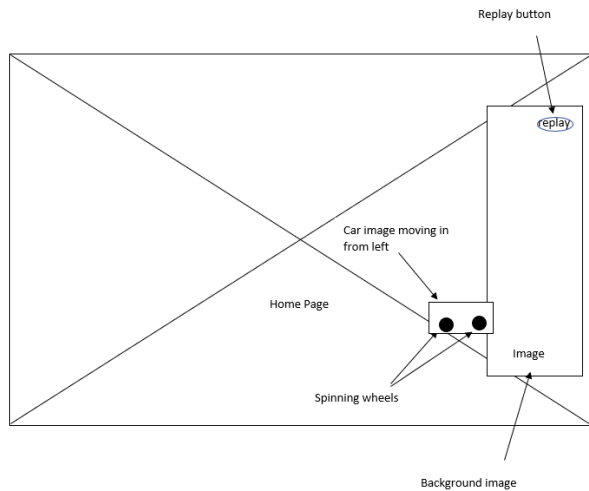 Replay button
replay
Car image moving in
from left
Home Page
Image
Spinning wheels
Background image